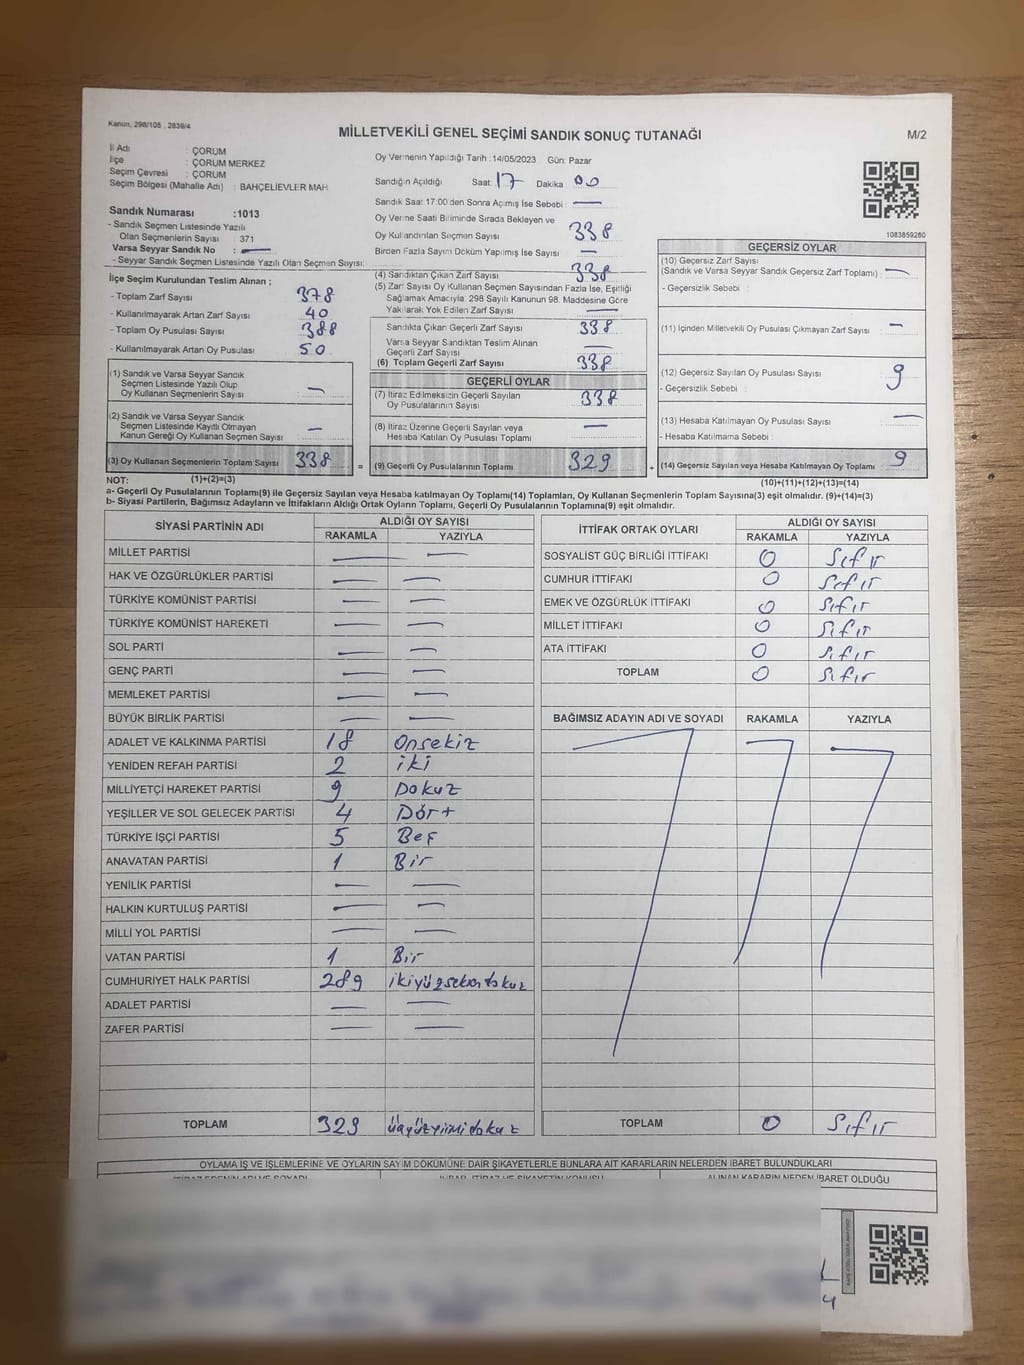 Kanun, 298/105 , 2839/4
MİLLETVEKİLİ GENEL SEÇİMİ SANDIK SONUÇ TUTANAĞI
M/2
İl Adı : ÇORUM
İlçe : ÇORUM MERKEZ
Seçim Çevresi : ÇORUM
Seçim Bölgesi (Mahalle Adı) : BAHÇELİEVLER MAH
Sandık Numarası :1013
- Sandık Seçmen Listesinde Yazılı
Olan Seçmenlerin Sayısı : 371
Varsa Seyyar Sandık No : —
- Seyyar Sandık Seçmen Listesinde Yazılı Olan Seçmen Sayısı:
Oy Vermenin Yapıldığı Tarih :14/05/2023 Gün: Pazar
Sandığın Açıldığı Saat: 17 Dakika 00
Sandık Saat 17:00'den Sonra Açımış İse Sebebi : —
Oy Verme Saati Bitiminde Sırada Bekleyen ve
Oy Kullandırılan Seçmen Sayısı 338
Birden Fazla Sayım Döküm Yapılmış İse Sayısı —
1083859280
İlçe Seçim Kurulundan Teslim Alınan ;
- Toplam Zarf Sayısı 378
- Kullanılmayarak Artan Zarf Sayısı 40
- Toplam Oy Pusulası Sayısı 388
- Kullanılmayarak Artan Oy Pusulası 50
(1) Sandık ve Varsa Seyyar Sandık
Seçmen Listesinde Yazılı Olup
Oy Kullanan Seçmenlerin Sayısı : —
(2) Sandık ve Varsa Seyyar Sandık
Seçmen Listesinde Kayıtlı Olmayan
Kanun Gereği Oy Kullanan Seçmen Sayısı : —
(3) Oy Kullanan Seçmenlerin Toplam Sayısı 338 =
(4) Sandıktan Çıkan Zarf Sayısı 338
(5) Zarf Sayısı Oy Kullanan Seçmen Sayısından Fazla İse, Eşitliği
Sağlamak Amacıyla 298 Sayılı Kanunun 98. Maddesine Göre
Yakılarak Yok Edilen Zarf Sayısı : —
Sandıkta Çıkan Geçerli Zarf Sayısı 338
Varsa Seyyar Sandıktan Teslim Alınan
Geçerli Zarf Sayısı —
(6) Toplam Geçerli Zarf Sayısı 338
GEÇERLİ OYLAR
(7) İtiraz Edilmeksizin Geçerli Sayılan
Oy Pusulalarının Sayısı: 338
(8) İtiraz Üzerine Geçerli Sayılan veya
Hesaba Katılan Oy Pusulası Toplamı —
(9) Geçerli Oy Pusulalarının Toplamı 329 +
GEÇERSİZ OYLAR
(10) Geçersiz Zarf Sayısı
(Sandık ve Varsa Seyyar Sandık Geçersiz Zarf Toplamı) : —
- Geçersizlik Sebebi :
(11) İçinden Milletvekili Oy Pusulası Çıkmayan Zarf Sayısı : —
(12) Geçersiz Sayılan Oy Pusulası Sayısı : 9
- Geçersizlik Sebebi :
(13) Hesaba Katılmayan Oy Pusulası Sayısı : —
- Hesaba Katılmama Sebebi :
(14) Geçersiz Sayılan veya Hesaba Katılmayan Oy Toplamı : 9
NOT: (1)+(2)=(3) (10)+(11)+(12)+(13)=(14)
a- Geçerli Oy Pusulalarının Toplamı(9) ile Geçersiz Sayılan veya Hesaba katılmayan Oy Toplamı(14) Toplamları, Oy Kullanan Seçmenlerin Toplam Sayısına(3) eşit olmalıdır. (9)+(14)=(3)
b- Siyasi Partilerin, Bağımsız Adayların ve İttifakların Aldığı Ortak Oyların Toplamı, Geçerli Oy Pusulalarının Toplamına(9) eşit olmalıdır.
SİYASİ PARTİNİN ADI ALDIĞI OY SAYISI
RAKAMLA YAZIYLA
MİLLET PARTİSİ — —
HAK VE ÖZGÜRLÜKLER PARTİSİ — —
TÜRKİYE KOMÜNİST PARTİSİ — —
TÜRKİYE KOMÜNİST HAREKETİ — —
SOL PARTİ — —
GENÇ PARTİ — —
MEMLEKET PARTİSİ — —
BÜYÜK BİRLİK PARTİSİ — —
ADALET VE KALKINMA PARTİSİ 18 Onsekiz
YENİDEN REFAH PARTİSİ 2 iki
MİLLİYETÇİ HAREKET PARTİSİ 9 Dokuz
YEŞİLLER VE SOL GELECEK PARTİSİ 4 Dört
TÜRKİYE İŞÇİ PARTİSİ 5 Beş
ANAVATAN PARTİSİ 1 Bir
YENİLİK PARTİSİ — —
HALKIN KURTULUŞ PARTİSİ — —
MİLLİ YOL PARTİSİ — —
VATAN PARTİSİ 1 Bir
CUMHURİYET HALK PARTİSİ 289 ikiyüzseksendokuz
ADALET PARTİSİ — —
ZAFER PARTİSİ — —
TOPLAM 329 üçyüzyirmidokuz
İTTİFAK ORTAK OYLARI ALDIĞI OY SAYISI
RAKAMLA YAZIYLA
SOSYALİST GÜÇ BİRLİĞİ İTTİFAKI 0 Sıfır
CUMHUR İTTİFAKI 0 Sıfır
EMEK VE ÖZGÜRLÜK İTTİFAKI 0 Sıfır
MİLLET İTTİFAKI 0 Sıfır
ATA İTTİFAKI 0 Sıfır
TOPLAM 0 Sıfır
BAĞIMSIZ ADAYIN ADI VE SOYADI RAKAMLA YAZIYLA
TOPLAM 0 Sıfır
OYLAMA İŞ VE İŞLEMLERİNE VE OYLARIN SAYIM DÖKÜMÜNE DAİR ŞİKAYETLERLE BUNLARA AİT KARARLARIN NELERDEN İBARET BULUNDUKLARI
ALINAN KARARIN NEDEN İBARET OLDUĞU